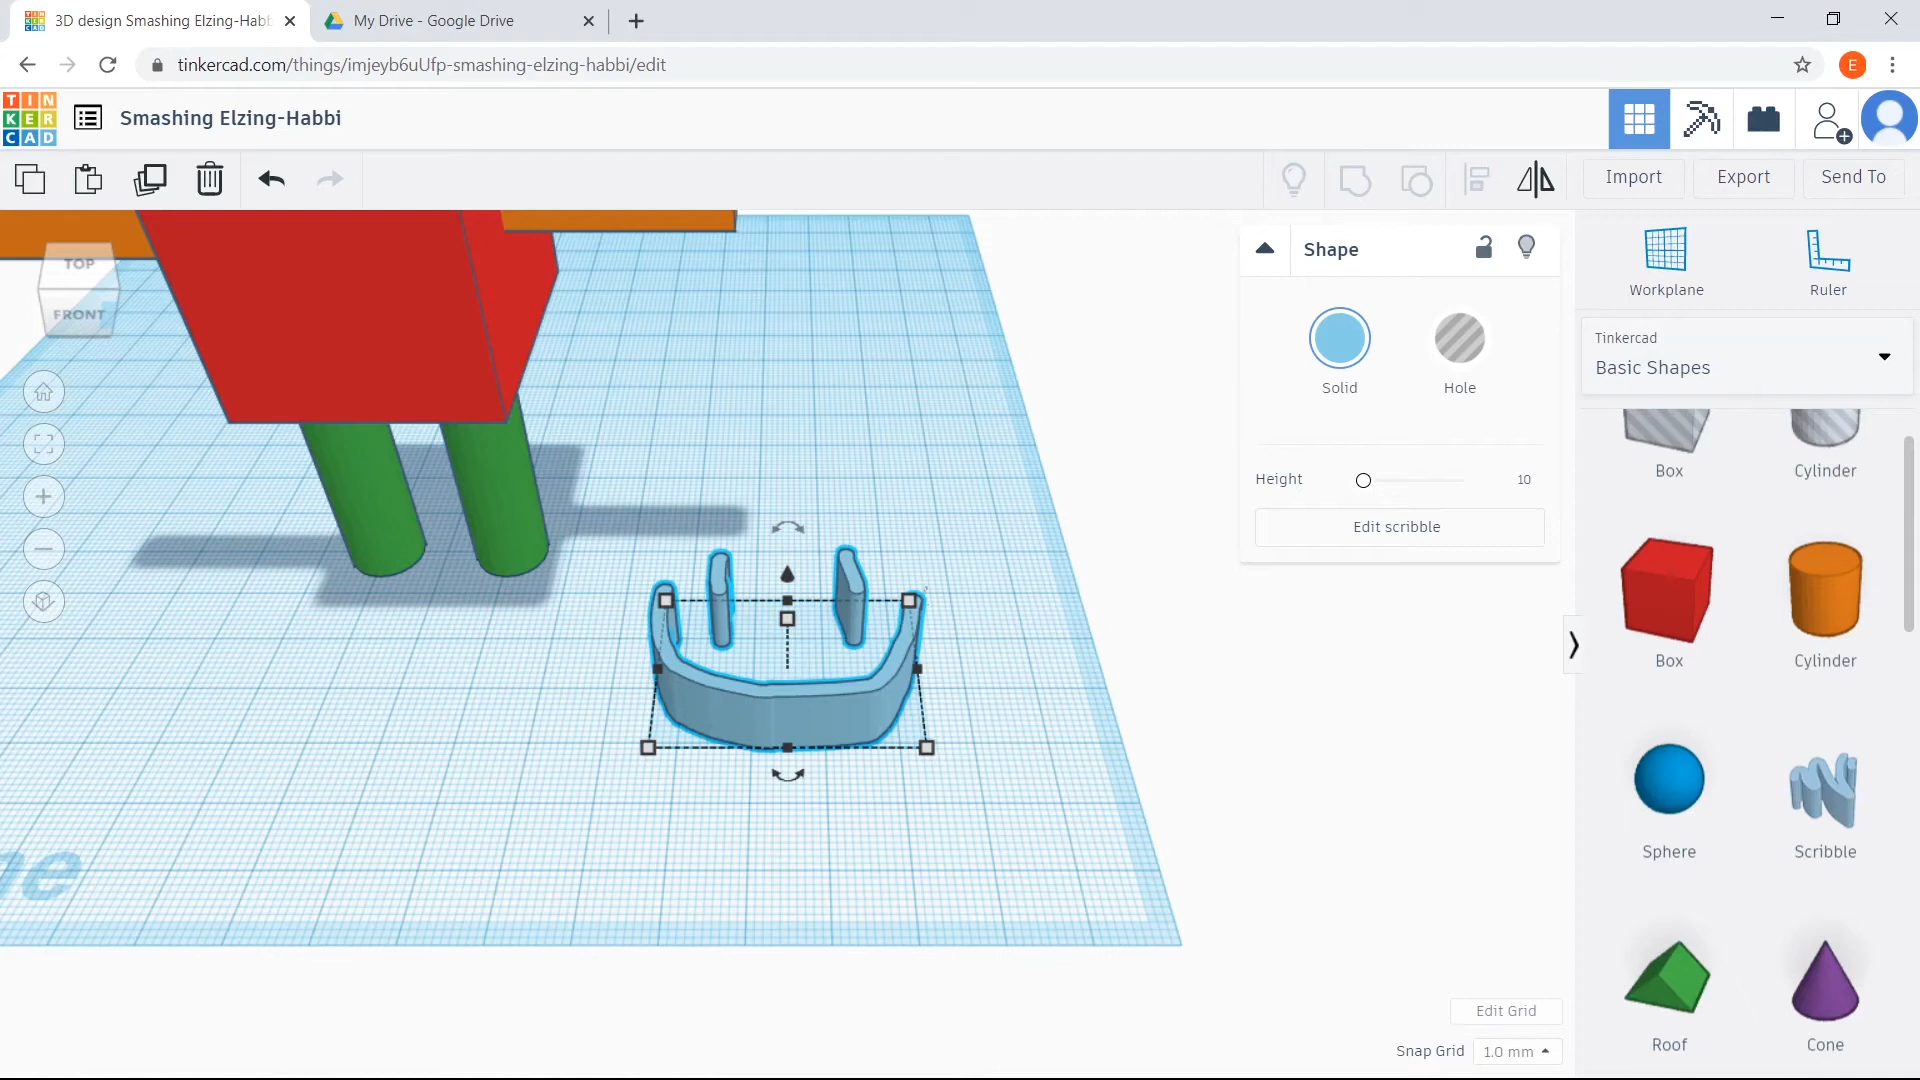 3D design Smashing Elzing-Habb
My Drive - Google Drive
tinkercad.com/things/imjeyb6uUfp-smashing-elzing-habbi/edit
E
TIN
KER
CAD
Smashing Elzing-Habbi
Import
Export
Send To
TOP
FRONT
Shape
Solid
Hole
Height
10
Edit scribble
Workplane
Ruler
Tinkercad
Basic Shapes
Box
Cylinder
Box
Cylinder
Sphere
Scribble
Roof
Cone
ne
Edit Grid
Snap Grid
1.0 mm